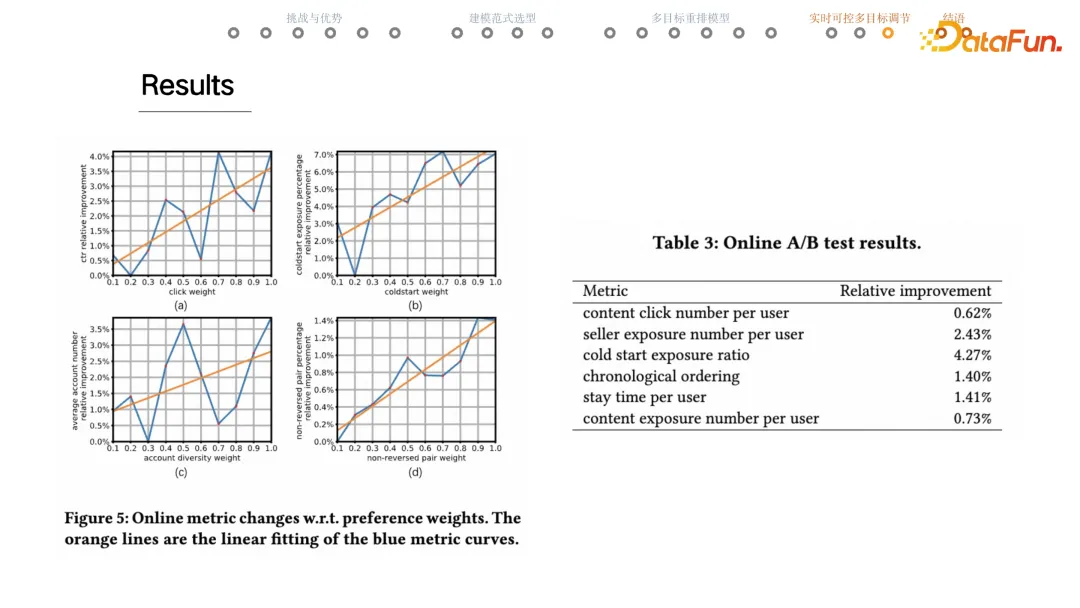 挑战与优势
建模范式选型
多目标重排模型
实时可控多目标调节
结语
DataFun.
Results
4.0%
3.5%
3.0%
2.5%
2.0%
1.5%
1.0%
0.5%
0.0%
ctr relative improvement
0.1 0.2 0.3 0.4 0.5 0.6 0.7 0.8 0.9 1.0
click weight
(a)
7.0%
6.0%
5.0%
4.0%
3.0%
2.0%
1.0%
0.0%
coldstart exposure percentage
relative improvement
0.1 0.2 0.3 0.4 0.5 0.6 0.7 0.8 0.9 1.0
coldstart weight
(b)
3.5%
3.0%
2.5%
2.0%
1.5%
1.0%
0.5%
0.0%
average account number
relative improvement
0.1 0.2 0.3 0.4 0.5 0.6 0.7 0.8 0.9 1.0
account diversity weight
(c)
1.4%
1.2%
1.0%
0.8%
0.6%
0.4%
0.2%
0.0%
non-reversed pair percentage
relative improvement
0.1 0.2 0.3 0.4 0.5 0.6 0.7 0.8 0.9 1.0
non-reversed pair weight
(d)
Figure 5: Online metric changes w.r.t. preference weights. The
orange lines are the linear fitting of the blue metric curves.
Table 3: Online A/B test results.
Metric Relative improvement
content click number per user 0.62%
seller exposure number per user 2.43%
cold start exposure ratio 4.27%
chronological ordering 1.40%
stay time per user 1.41%
content exposure number per user 0.73%